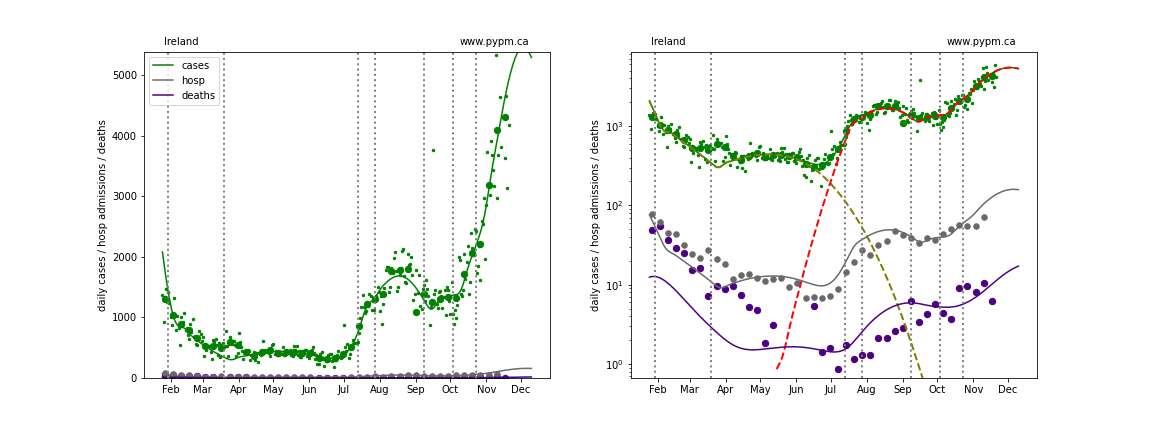 Ireland www.pypm.ca
cases
hosp
deaths
daily cases / hosp admissions / deaths
5000
4000
3000
2000
1000
0
Feb Mar Apr May Jun Jul Aug Sep Oct Nov Dec
Ireland www.pypm.ca
daily cases / hosp admissions / deaths
10³
10²
10¹
10⁰
Feb Mar Apr May Jun Jul Aug Sep Oct Nov Dec